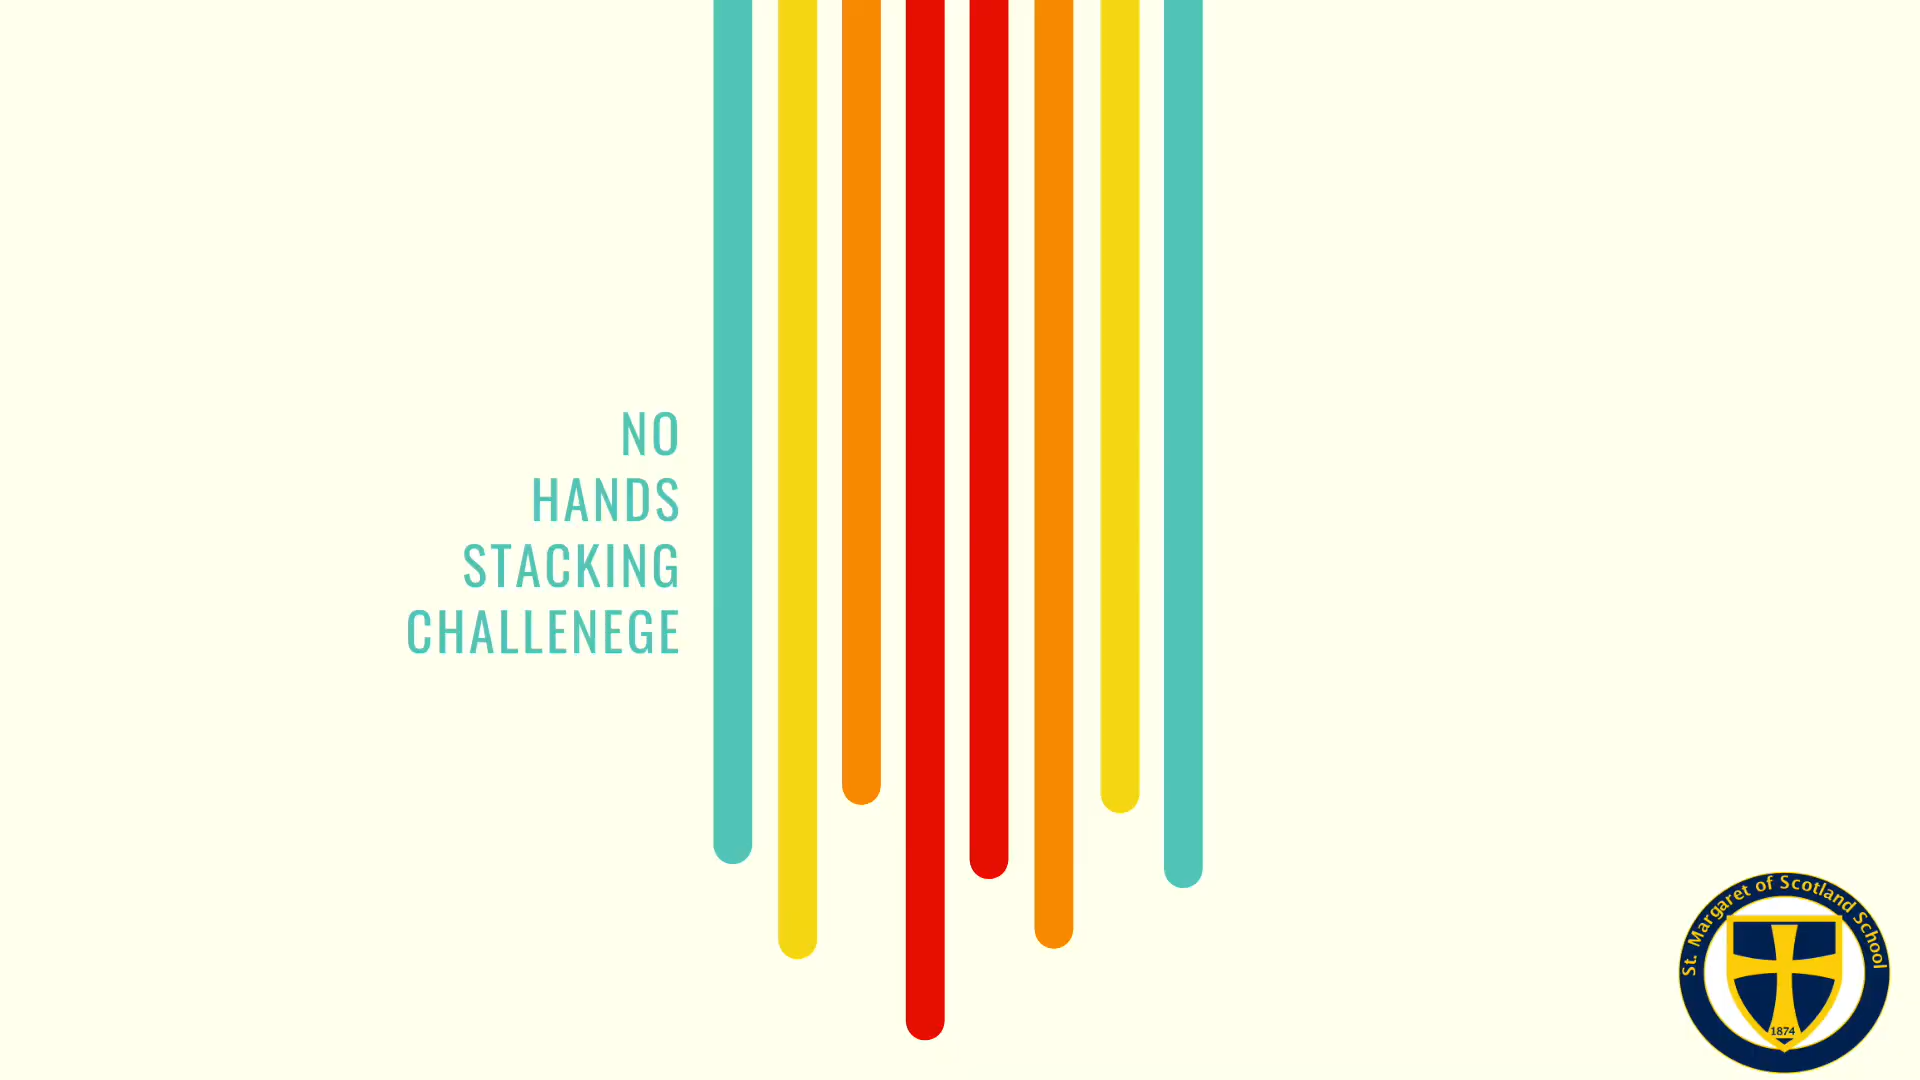 NO
HANDS
STACKING
CHALLENEGE
St. Margaret of Scotland School
1874